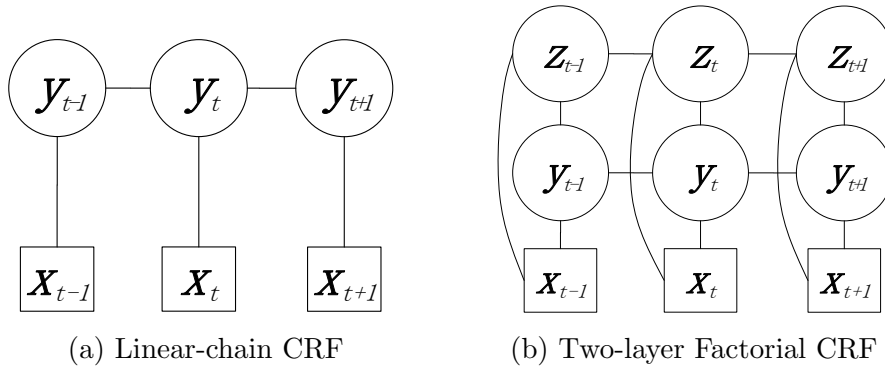 z_{t-1} z_t z_{t+1}
y_{t-1} y_t y_{t+1}
y_{t-1} y_t y_{t+1}
x_{t-1} x_t x_{t+1}
x_{t-1} x_t x_{t+1}
(a) Linear-chain CRF
(b) Two-layer Factorial CRF